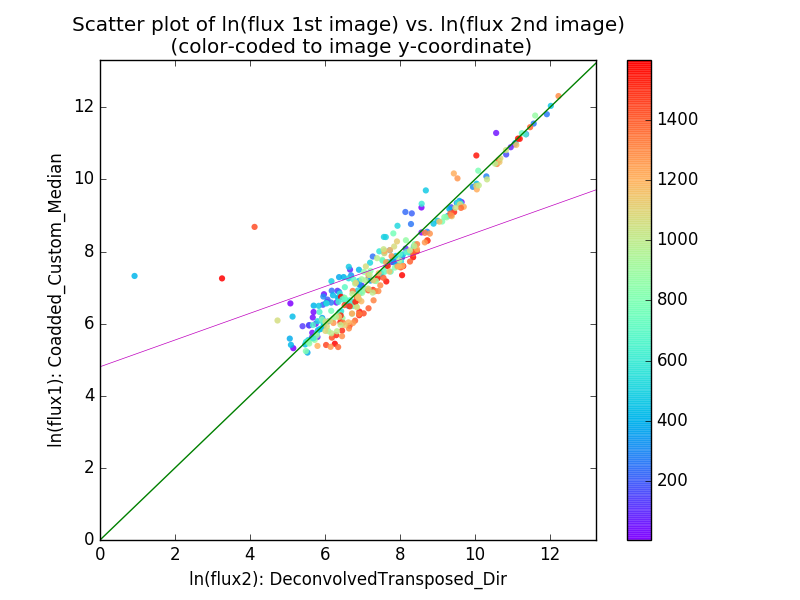 Scatter plot of ln(flux 1st image) vs. ln(flux 2nd image)
(color-coded to image y-coordinate)
ln(flux1): Coadded_Custom_Median
12
10
8
6
4
2
0
0 2 4 6 8 10 12
ln(flux2): DeconvolvedTransposed_Dir
1400
1200
1000
800
600
400
200